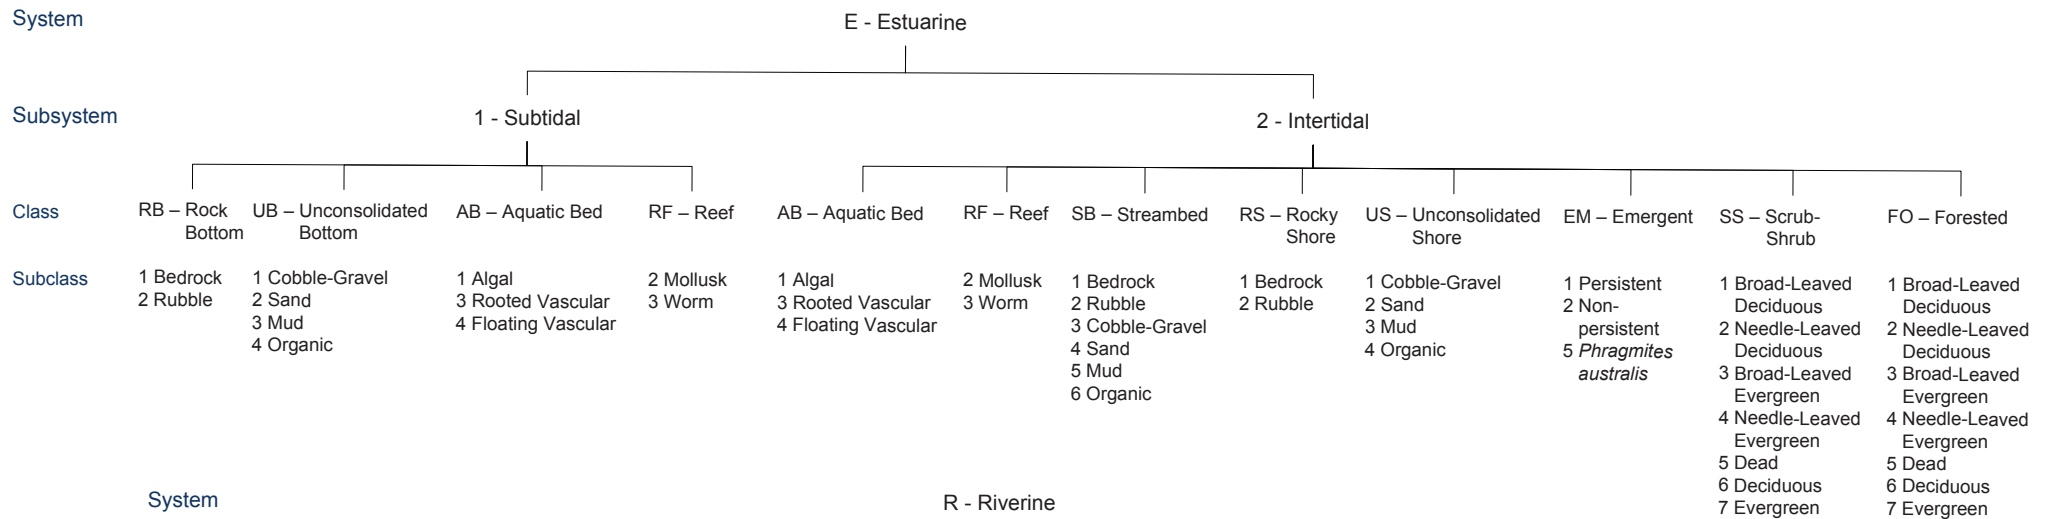 System
E - Estuarine
Subsystem
1 - Subtidal
2 - Intertidal
Class
RB – Rock
Bottom
UB – Unconsolidated
Bottom
AB – Aquatic Bed
RF – Reef
AB – Aquatic Bed
RF – Reef
SB – Streambed
RS – Rocky
Shore
US – Unconsolidated
Shore
EM – Emergent
SS – Scrub-
Shrub
FO – Forested
Subclass
1 Bedrock
2 Rubble
1 Cobble-Gravel
2 Sand
3 Mud
4 Organic
1 Algal
3 Rooted Vascular
4 Floating Vascular
2 Mollusk
3 Worm
1 Algal
3 Rooted Vascular
4 Floating Vascular
2 Mollusk
3 Worm
1 Bedrock
2 Rubble
3 Cobble-Gravel
4 Sand
5 Mud
6 Organic
1 Bedrock
2 Rubble
1 Cobble-Gravel
2 Sand
3 Mud
4 Organic
1 Persistent
2 Non-
persistent
5 Phragmites
australis
1 Broad-Leaved
Deciduous
2 Needle-Leaved
Deciduous
3 Broad-Leaved
Evergreen
4 Needle-Leaved
Evergreen
5 Dead
6 Deciduous
7 Evergreen
1 Broad-Leaved
Deciduous
2 Needle-Leaved
Deciduous
3 Broad-Leaved
Evergreen
4 Needle-Leaved
Evergreen
5 Dead
6 Deciduous
7 Evergreen
System
R - Riverine